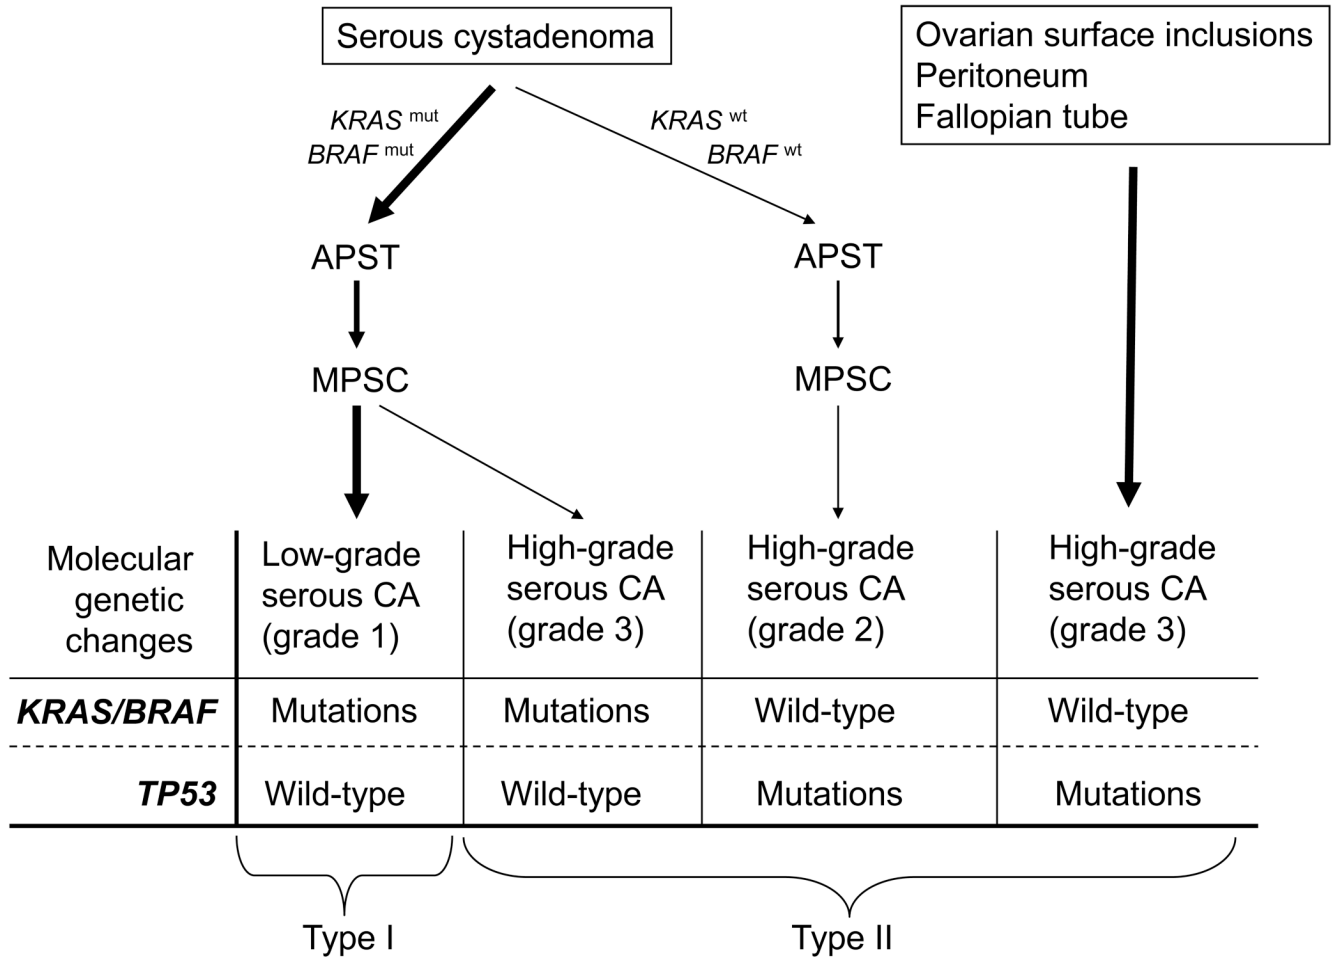 Serous cystadenoma
Ovarian surface inclusions
Peritoneum
Fallopian tube
KRAS mut
BRAF mut
KRAS wt
BRAF wt
APST
APST
MPSC
MPSC
Molecular
genetic
changes
Low-grade
serous CA
(grade 1)
High-grade
serous CA
(grade 3)
High-grade
serous CA
(grade 2)
High-grade
serous CA
(grade 3)
KRAS/BRAF Mutations Mutations Wild-type Wild-type
TP53 Wild-type Wild-type Mutations Mutations
Type I Type II